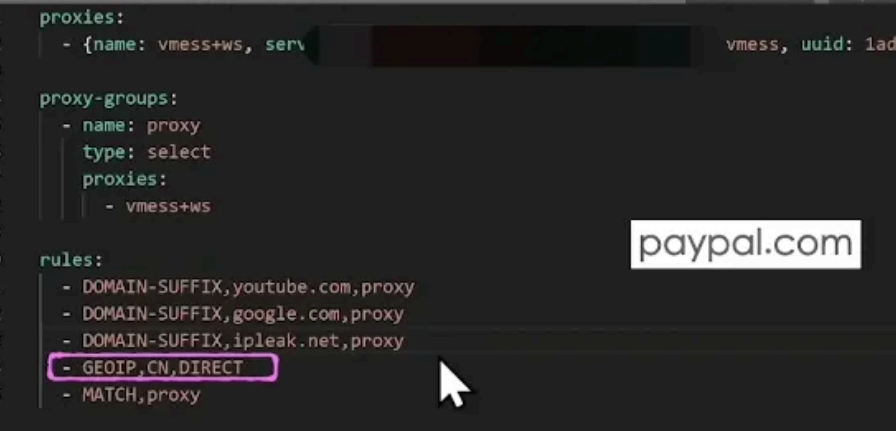 proxies:
- {name: vmess+ws, serv vmess, uuid: 1ad
proxy-groups:
- name: proxy
type: select
proxies:
- vmess+ws
paypal.com
rules:
- DOMAIN-SUFFIX,youtube.com,proxy
- DOMAIN-SUFFIX,google.com,proxy
- DOMAIN-SUFFIX,ipleak.net,proxy
- GEOIP,CN,DIRECT
- MATCH,proxy